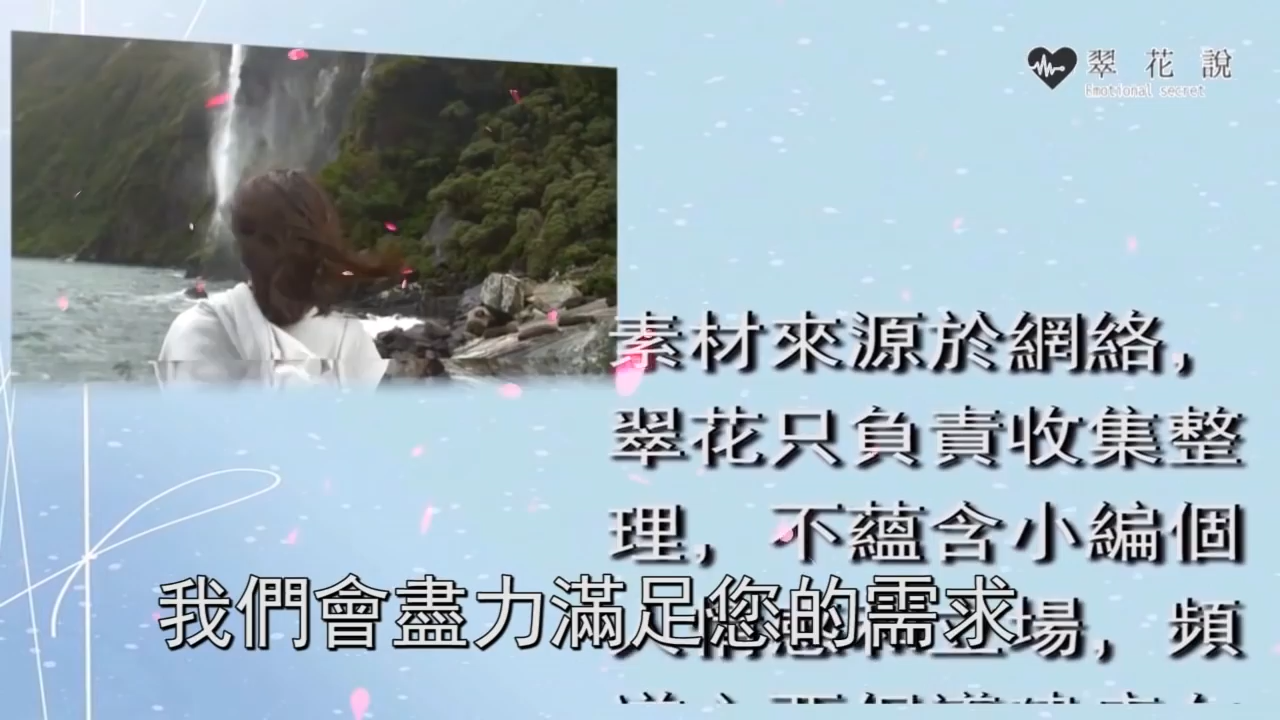 翠花說
Emotional secret
素材來源於網絡，
翠花只負責收集整
理，不蘊含小編個
場，頻
我們會盡力滿足您的需求